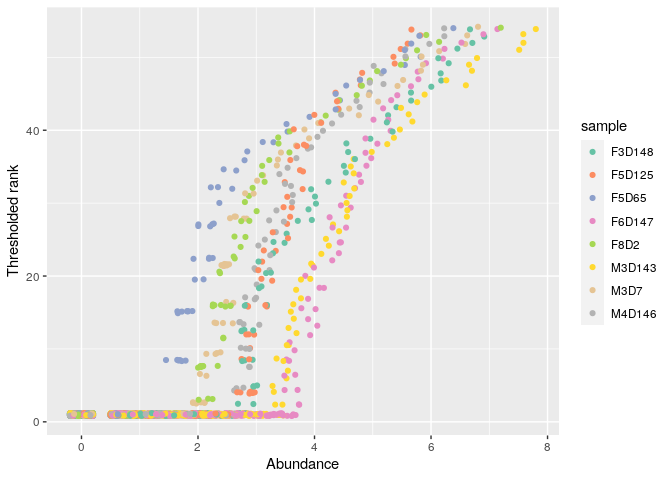 Thresholded rank
40
20
0
0
2
4
6
8
Abundance
sample
F3D148
F5D125
F5D65
F6D147
F8D2
M3D143
M3D7
M4D146